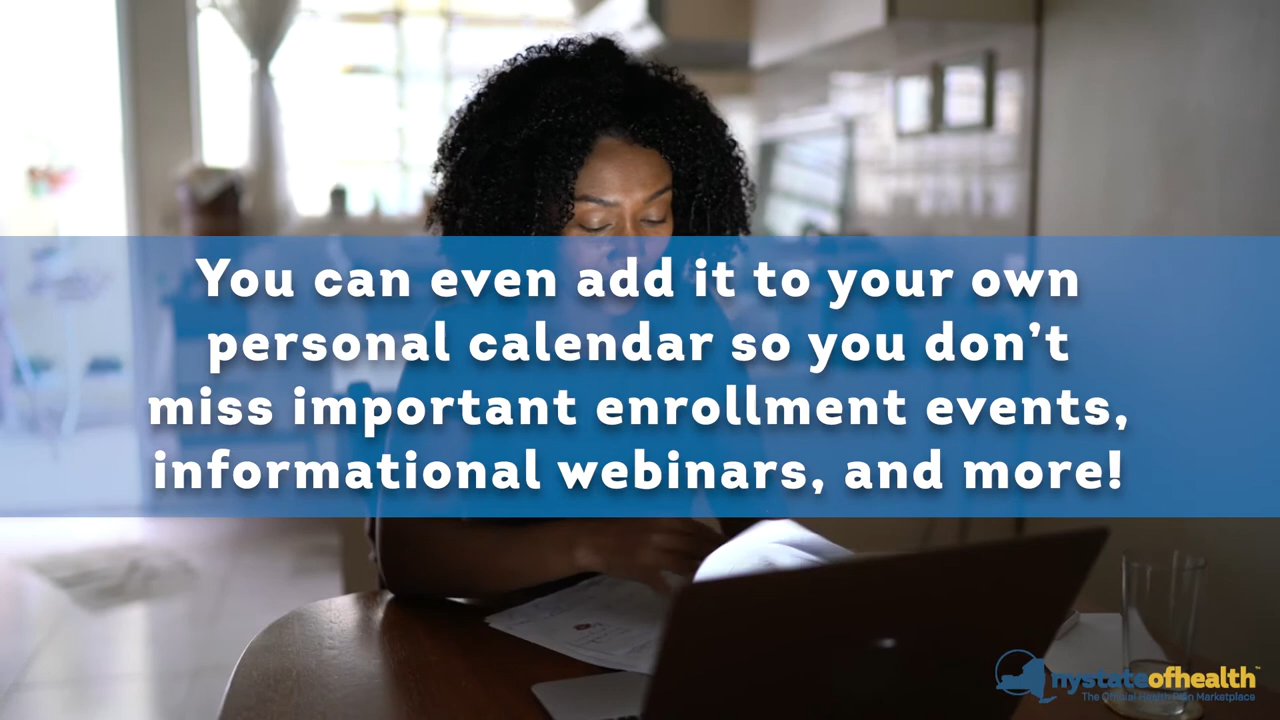 You can even add it to your own
personal calendar so you don't
miss important enrollment events,
informational webinars, and more!
nystateofhealth™
The Official Health Plan Marketplace